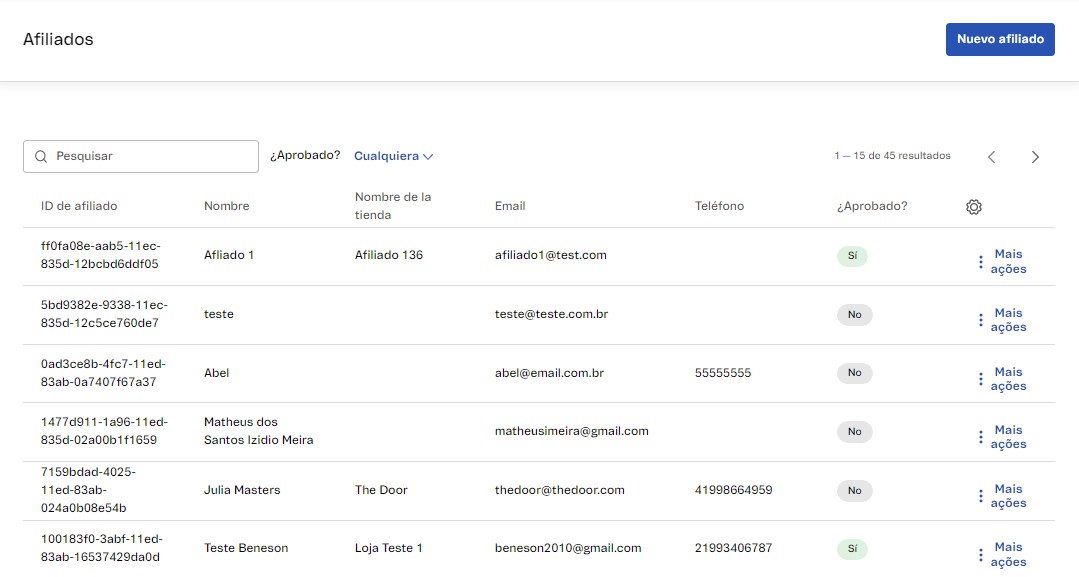 Afiliados
Nuevo afiliado
Pesquisar
¿Aprobado? Cualquiera
1 — 15 de 45 resultados
ID de afiliado
Nombre
Nombre de la
tienda
Email
Teléfono
¿Aprobado?
ff0fa08e-aab5-11ec-
835d-12bcbd6ddf05
Afliado 1
Afiliado 136
afiliado1@test.com
Sí
Mais
ações
5bd9382e-9338-11ec-
835d-12c5ce760de7
teste
teste@teste.com.br
No
Mais
ações
0ad3ce8b-4fc7-11ed-
83ab-0a7407f67a37
Abel
abel@email.com.br
55555555
No
Mais
ações
1477d911-1a96-11ed-
835d-02a00b1f1659
Matheus dos
Santos Izidio Meira
matheusimeira@gmail.com
No
Mais
ações
7159bdad-4025-
11ed-83ab-
024a0b08e54b
Julia Masters
The Door
thedoor@thedoor.com
41998664959
No
Mais
ações
100183f0-3abf-11ed-
83ab-16537429da0d
Teste Beneson
Loja Teste 1
beneson2010@gmail.com
21993406787
Sí
Mais
ações